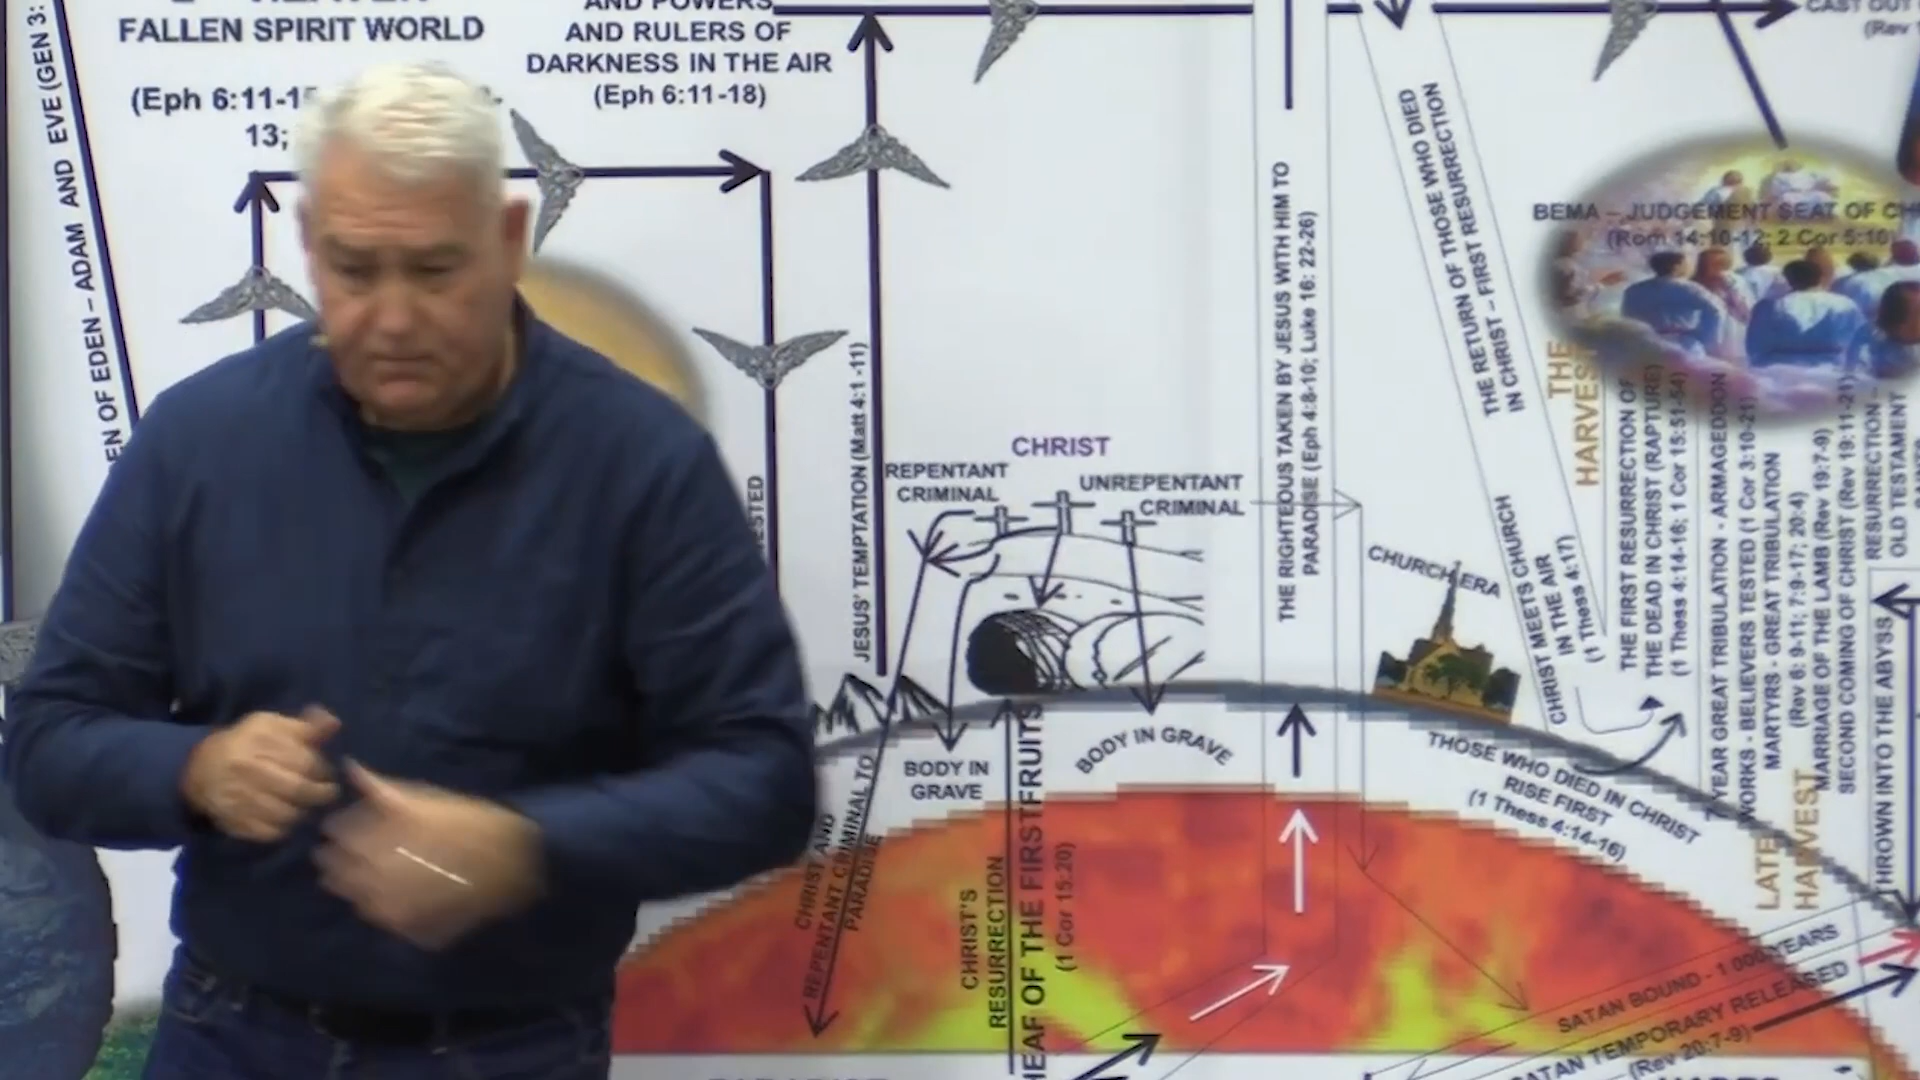 FALLEN SPIRIT WORLD
(Eph 6:11-1
13;
AND POWERS
AND RULERS OF
DARKNESS IN THE AIR
(Eph 6:11-18)
CAST OUT
(Rev
EN OF EDEN – ADAM AND EVE (GEN 3:
JESUS' TEMPTATION (Matt 4:1 -11)
CHRIST
REPENTANT
CRIMINAL
UNREPENTANT
CRIMINAL
THE RIGHTEOUS TAKEN BY JESUS WITH HIM TO
PARADISE (Eph 4:8-10; Luke 16: 22-26)
THE RETURN OF THOSE WHO DIED
IN CHRIST – FIRST RESURRECTION
BEMA – JUDGEMENT SEAT OF CH
(Rom 14:10-12; 2 Cor 5:10)
THE
HARVEST
CHURCH ERA
CHRIST MEETS CHURCH
IN THE AIR
(1 Thess 4:17)
THE FIRST RESURRECTION OF
THE DEAD IN CHRIST (RAPTURE)
(1 Thess 4:14-16; 1 Cor 15:51-54)
7 YEAR GREAT TRIBULATION - ARMAGEDDON
WORKS - BELIEVERS TESTED (1 Cor 3:10-21)
MARTYRS - GREAT TRIBULATION
(Rev 6: 9-11; 7:9-17; 20:4)
MARRIAGE OF THE LAMB (Rev 19:7-9)
SECOND COMING OF CHRIST (Rev 19:11-21)
RESURRECTION -
OLD TESTAMENT
THROWN INTO THE ABYSS
BODY IN
GRAVE
BODY IN GRAVE
THOSE WHO DIED IN CHRIST
RISE FIRST
(1 Thess 4:14-16)
LATE
HARVEST
CHRIST AND
REPENTANT CRIMINAL TO
PARADISE
CHRIST'S
RESURRECTION
HEAF OF THE FIRSTFRUITS
(1 Cor 15:20)
SATAN BOUND - 1 000 YEARS
SATAN TEMPORARY RELEASED
(Rev 20:7-9)